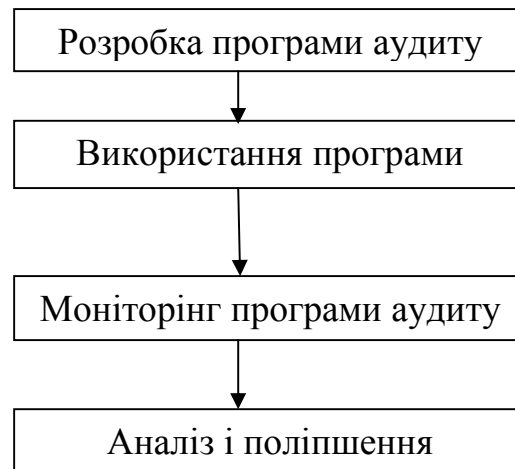 Розробка програми аудиту
Використання програми
Моніторінг програми аудиту
Аналіз і поліпшення